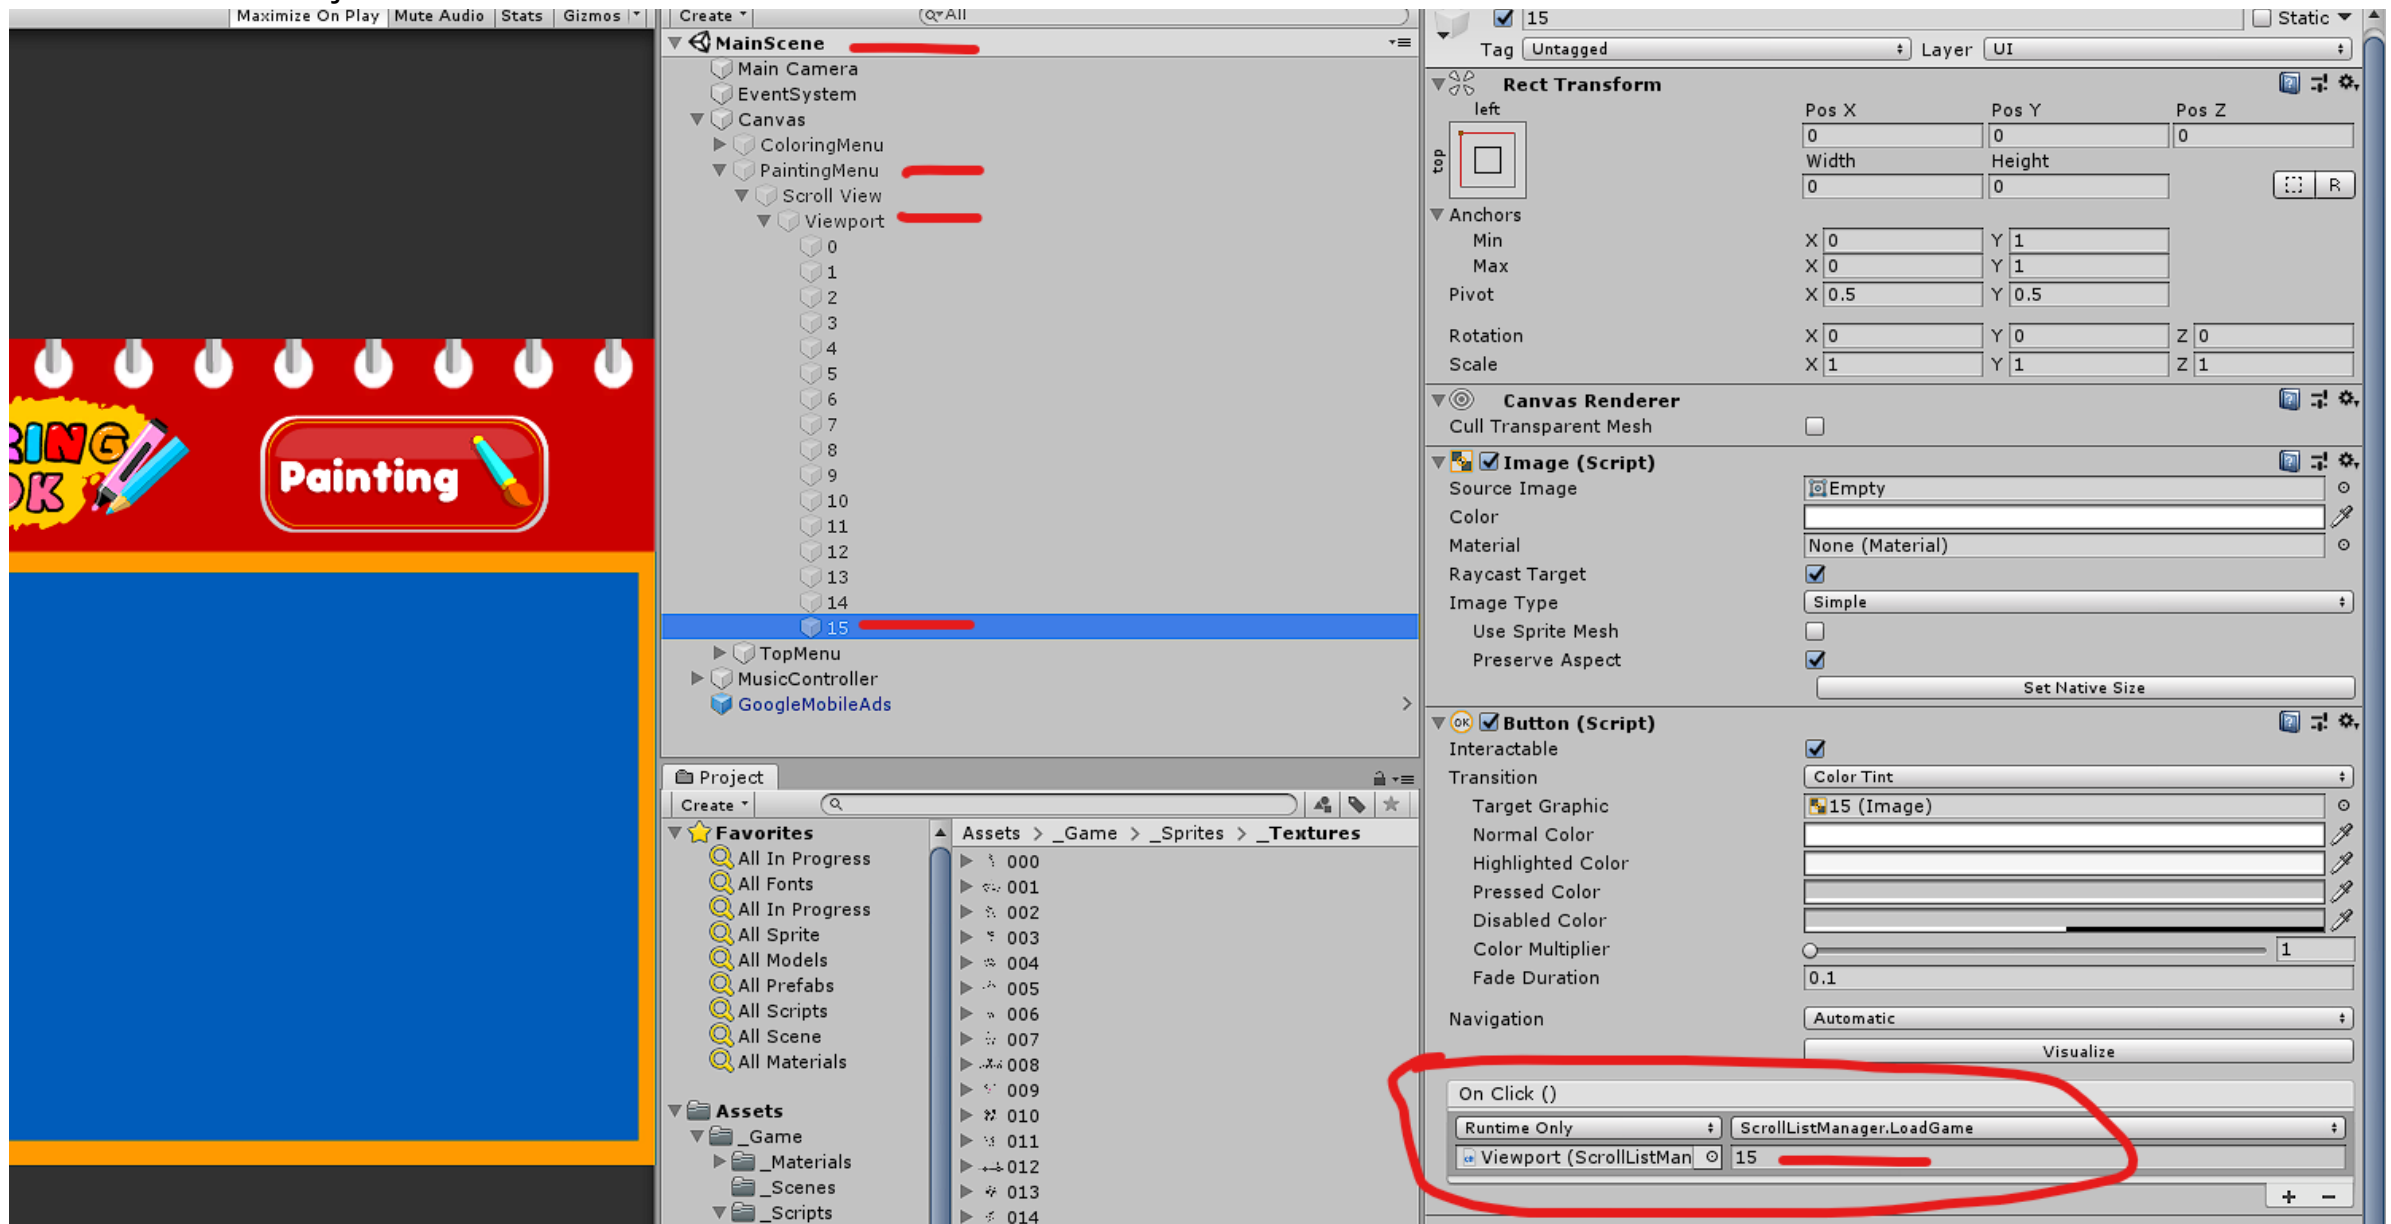 Maximize On Play Mute Audio Stats Gizmos
ING
OK
Painting
Create All
MainScene
Main Camera
EventSystem
Canvas
ColoringMenu
PaintingMenu
Scroll View
Viewport
0
1
2
3
4
5
6
7
8
9
10
11
12
13
14
15
TopMenu
MusicController
GoogleMobileAds
Project
Create
Favorites
All In Progress
All Fonts
All In Progress
All Sprite
All Models
All Prefabs
All Scripts
All Scene
All Materials
Assets
_Game
_Materials
_Scenes
_Scripts
Assets > _Game > _Sprites > _Textures
000
001
002
003
004
005
006
007
008
009
010
011
012
013
014
15 Static
Tag Untagged Layer UI
Rect Transform
left
top
Pos X Pos Y Pos Z
0 0 0
Width Height
0 0
R
Anchors
Min X 0 Y 1
Max X 0 Y 1
Pivot X 0.5 Y 0.5
Rotation X 0 Y 0 Z 0
Scale X 1 Y 1 Z 1
Canvas Renderer
Cull Transparent Mesh
Image (Script)
Source Image Empty
Color
Material None (Material)
Raycast Target
Image Type Simple
Use Sprite Mesh
Preserve Aspect
Set Native Size
OK Button (Script)
Interactable
Transition Color Tint
Target Graphic 15 (Image)
Normal Color
Highlighted Color
Pressed Color
Disabled Color
Color Multiplier 1
Fade Duration 0.1
Navigation Automatic
Visualize
On Click ()
Runtime Only ScrollListManager.LoadGame
Viewport (ScrollListMan 15
+ −